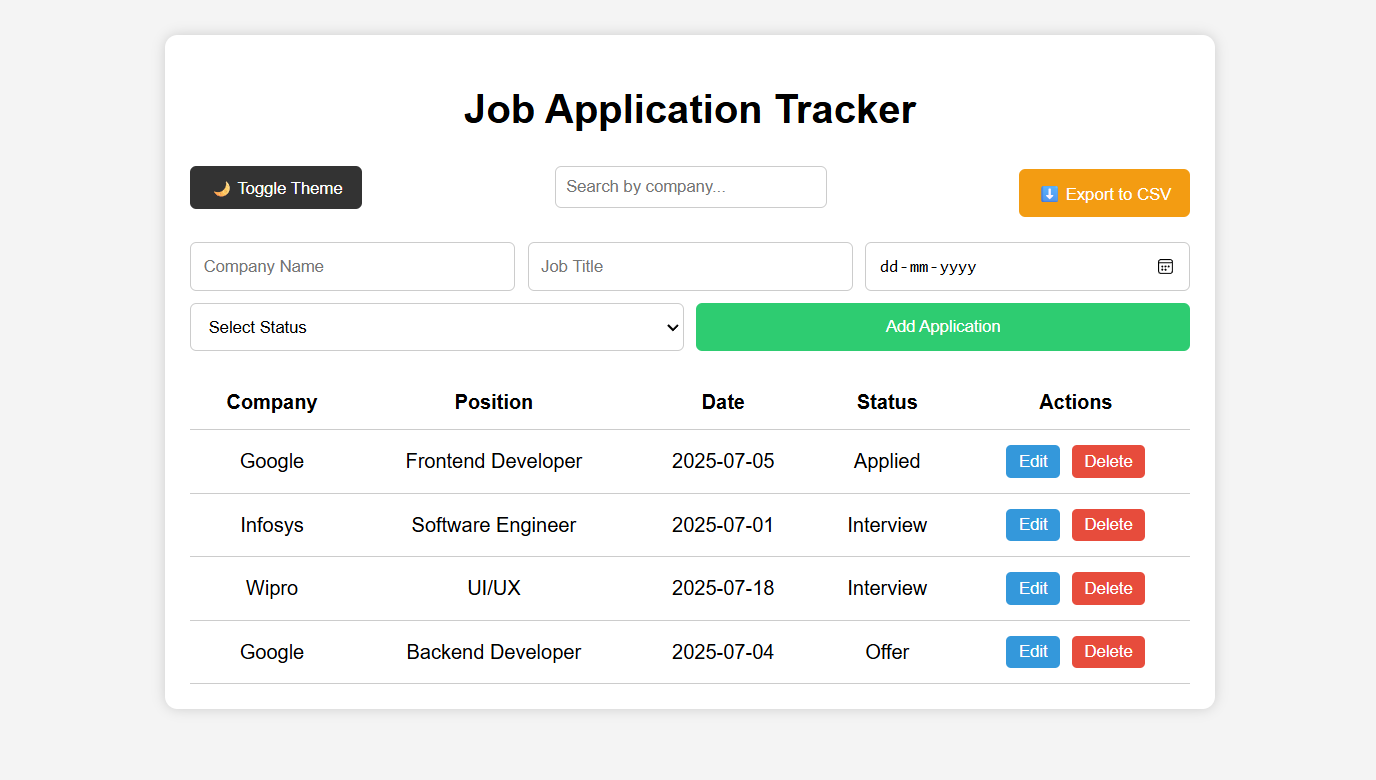 Job Application Tracker
🌙 Toggle Theme
Search by company...
⬇️ Export to CSV
Company Name
Job Title
dd-mm-yyyy
Select Status
Add Application
Company Position Date Status Actions
Google Frontend Developer 2025-07-05 Applied Edit Delete
Infosys Software Engineer 2025-07-01 Interview Edit Delete
Wipro UI/UX 2025-07-18 Interview Edit Delete
Google Backend Developer 2025-07-04 Offer Edit Delete